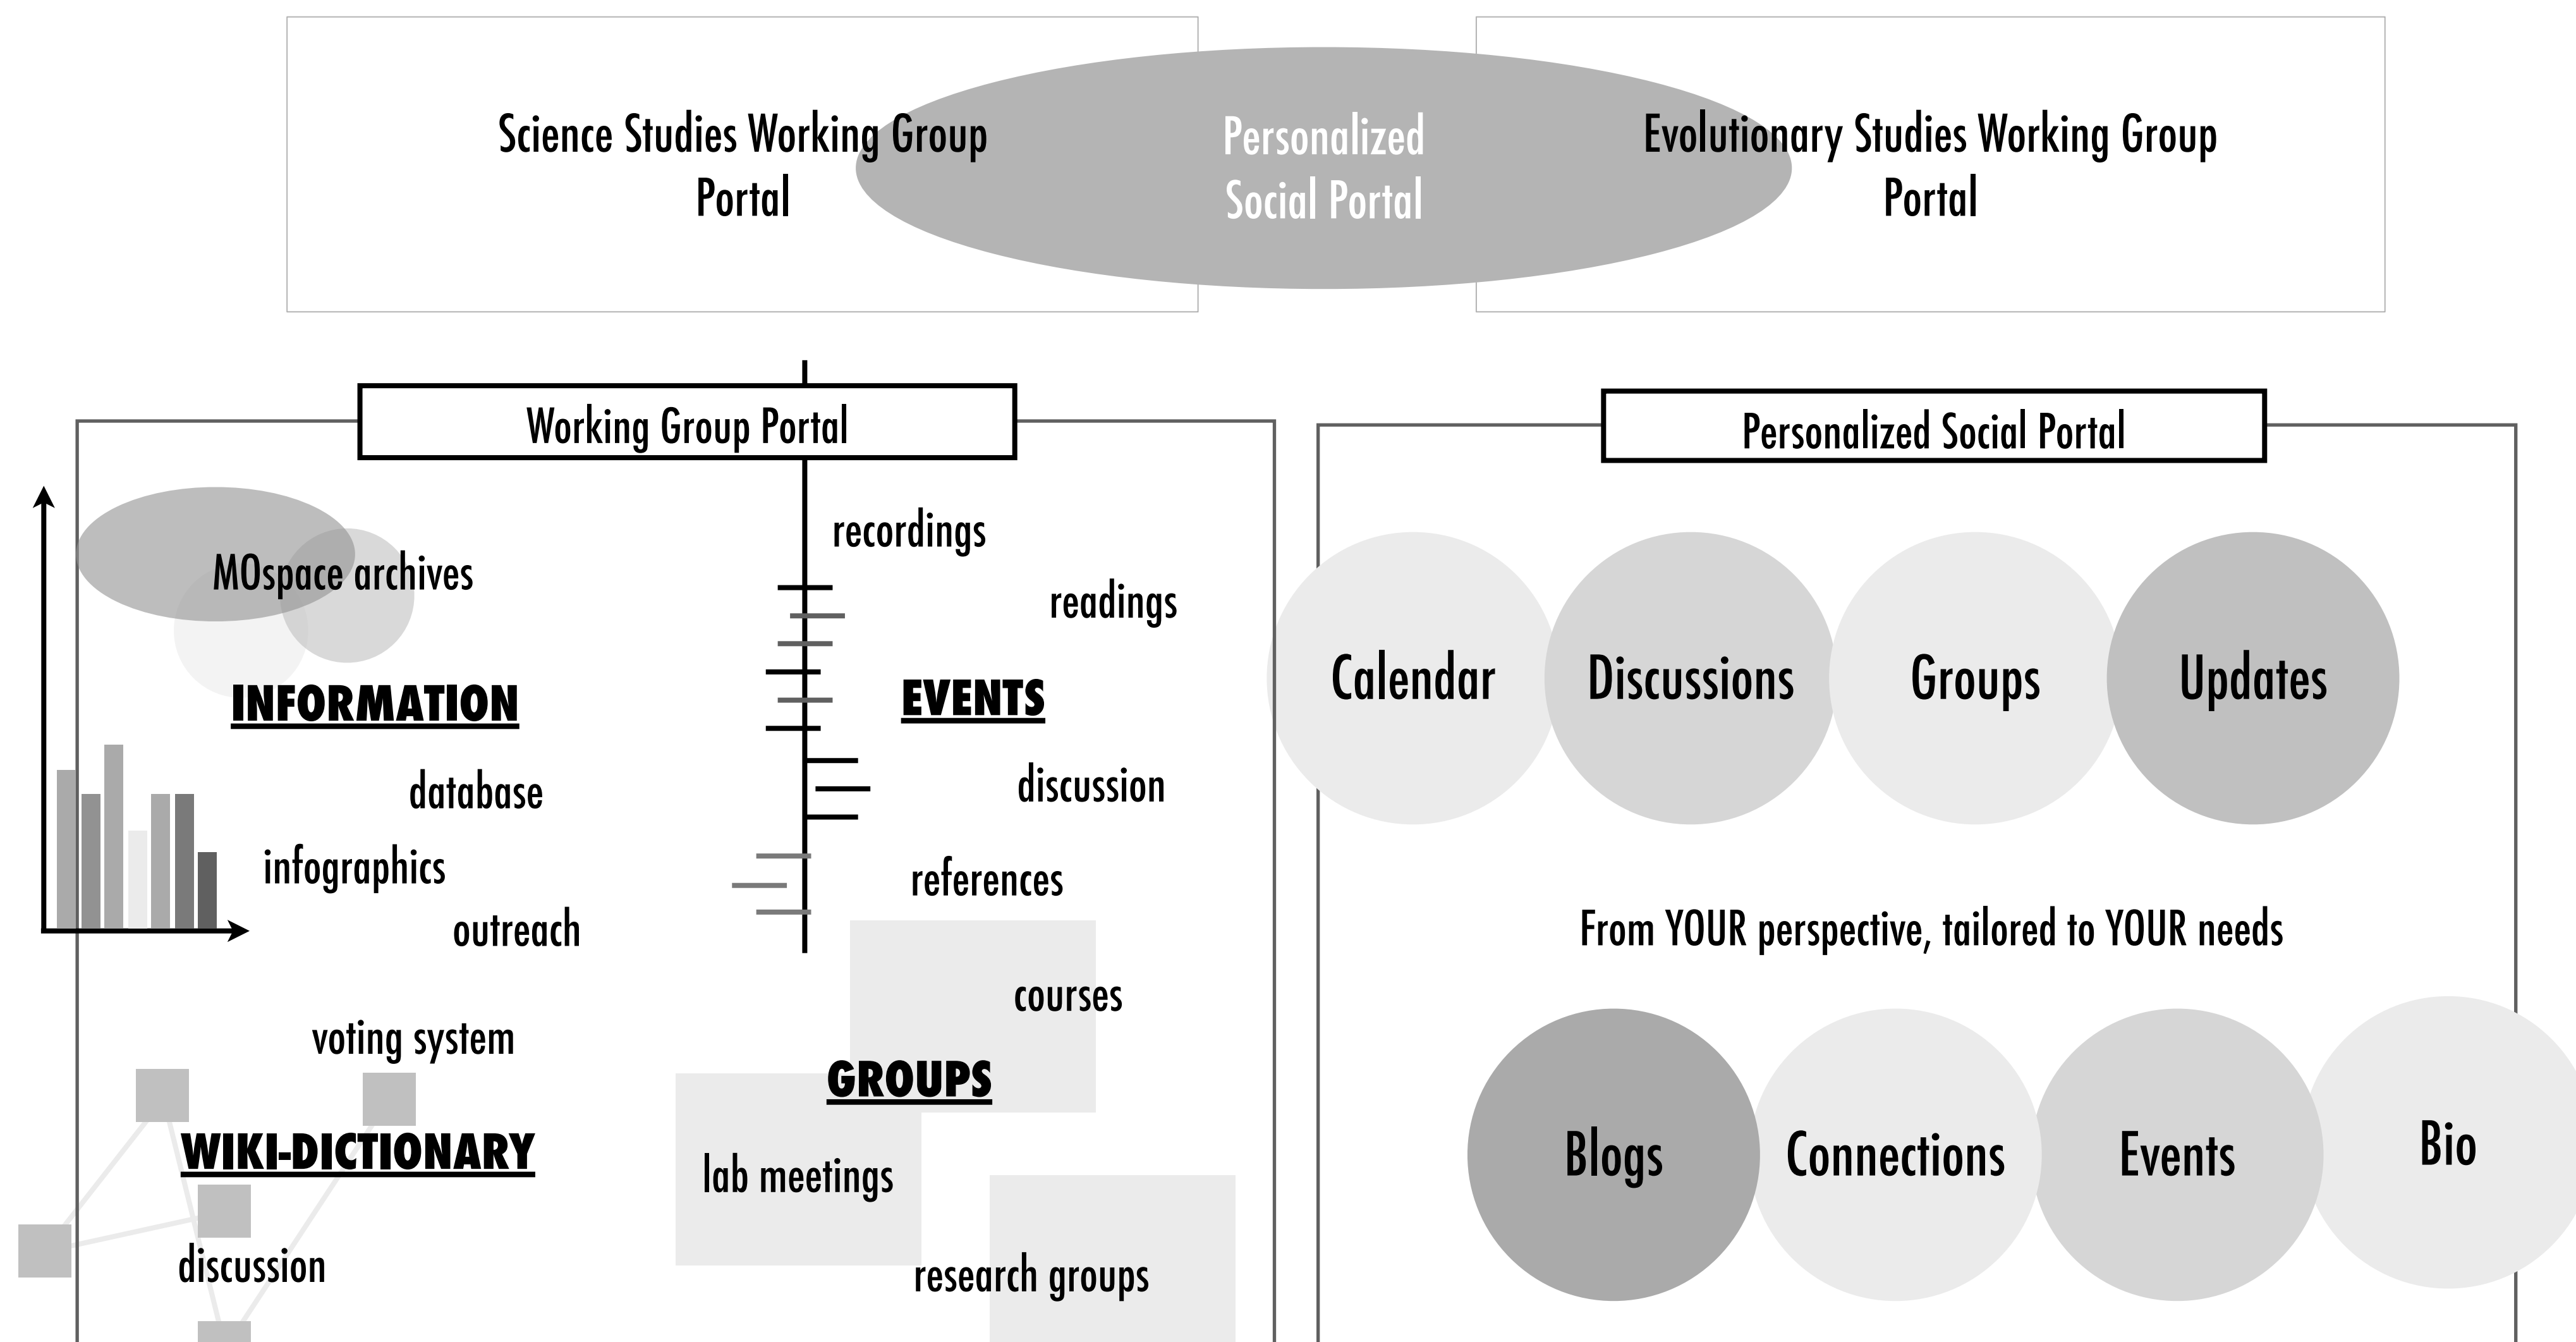 Science Studies Working Group
Portal
Personalized
Social Portal
Evolutionary Studies Working Group
Portal
Working Group Portal
MOspace archives
INFORMATION
database
infographics
outreach
recordings
readings
EVENTS
discussion
references
voting system
WIKI-DICTIONARY
discussion
courses
GROUPS
lab meetings
research groups
Personalized Social Portal
Calendar
Discussions
Groups
Updates
From YOUR perspective, tailored to YOUR needs
Blogs
Connections
Events
Bio